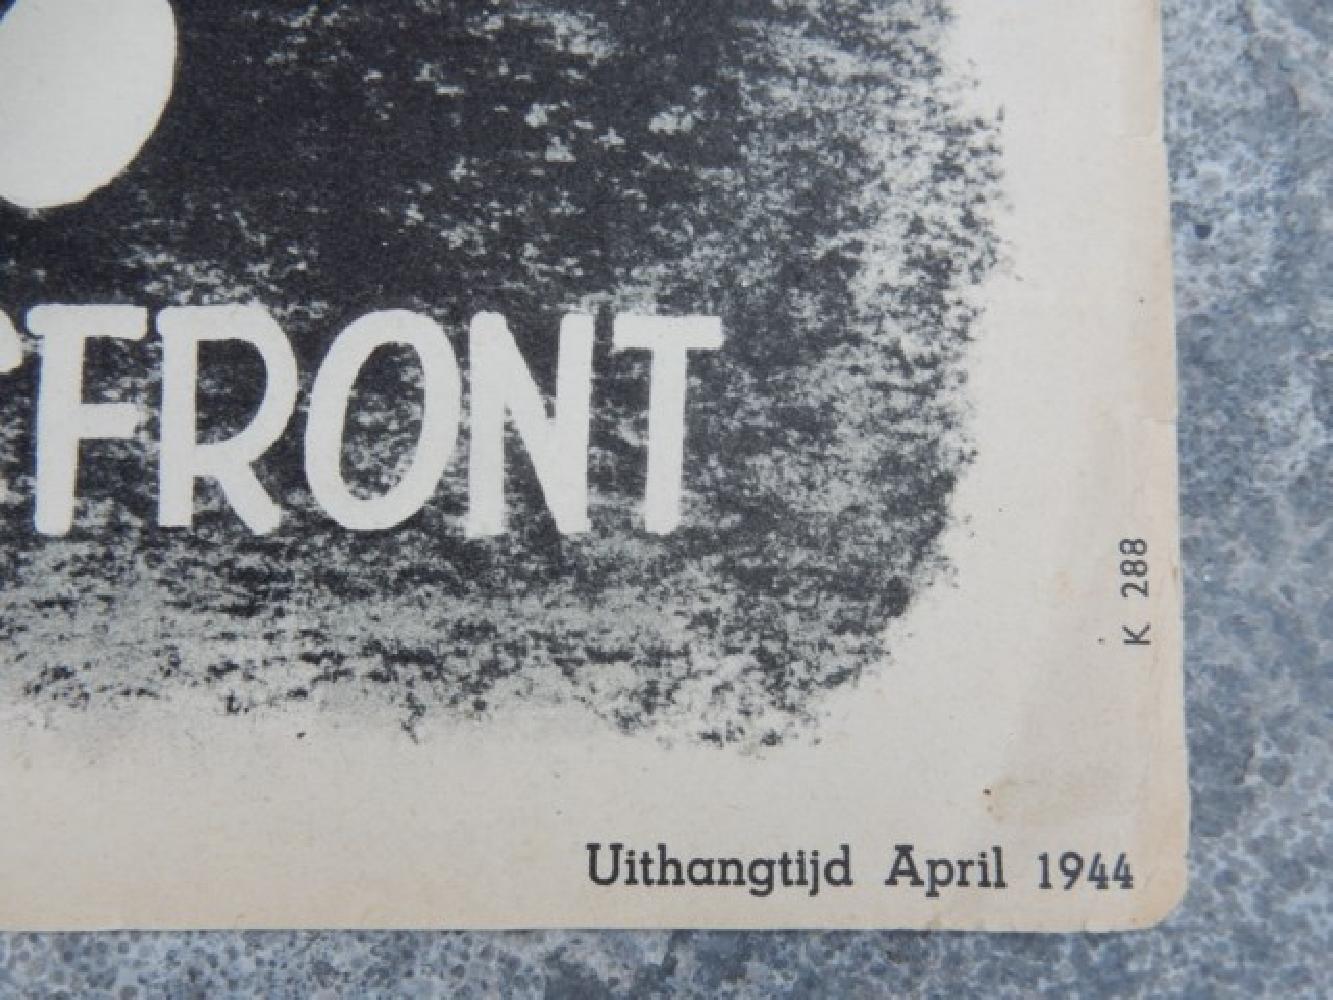 FRONT
K 288
Uithangtijd April 1944